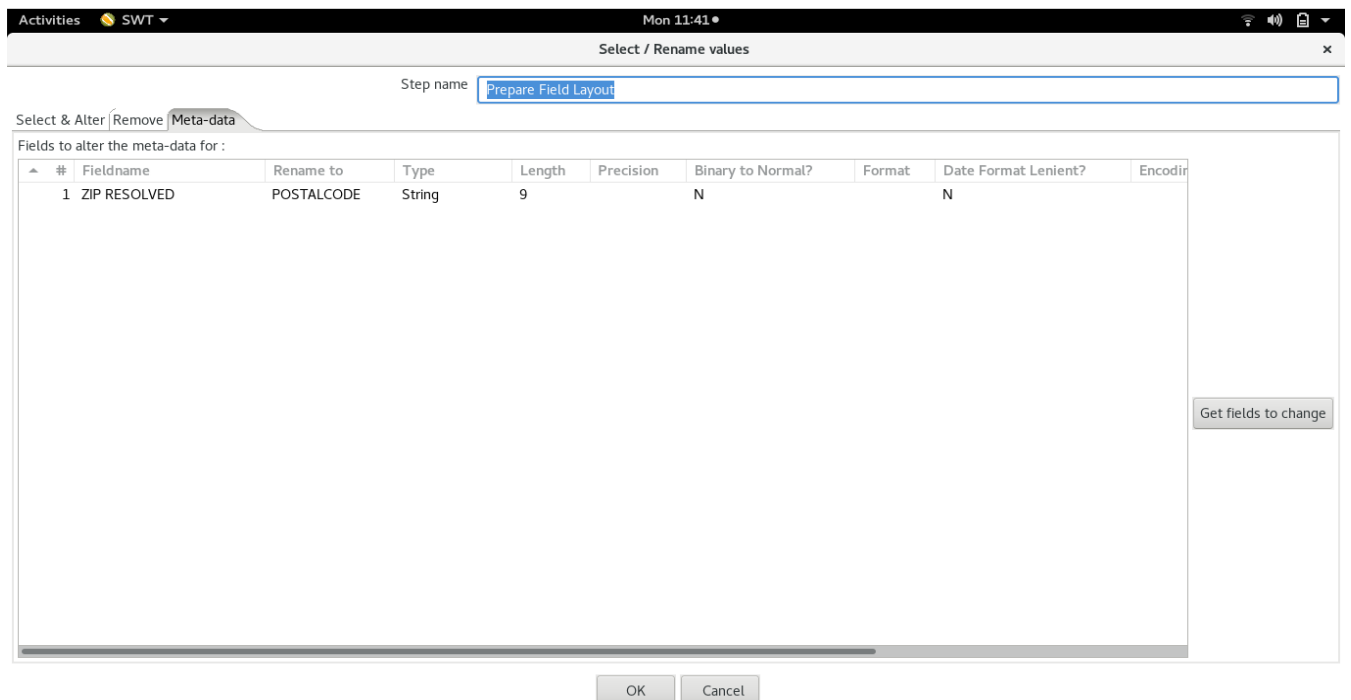 Activities SWT Mon 11:41
Select / Rename values ×
Step name Prepare Field Layout
Select & Alter Remove Meta-data
Fields to alter the meta-data for :
# Fieldname Rename to Type Length Precision Binary to Normal? Format Date Format Lenient? Encodin
1 ZIP RESOLVED POSTALCODE String 9 N N
Get fields to change
OK Cancel